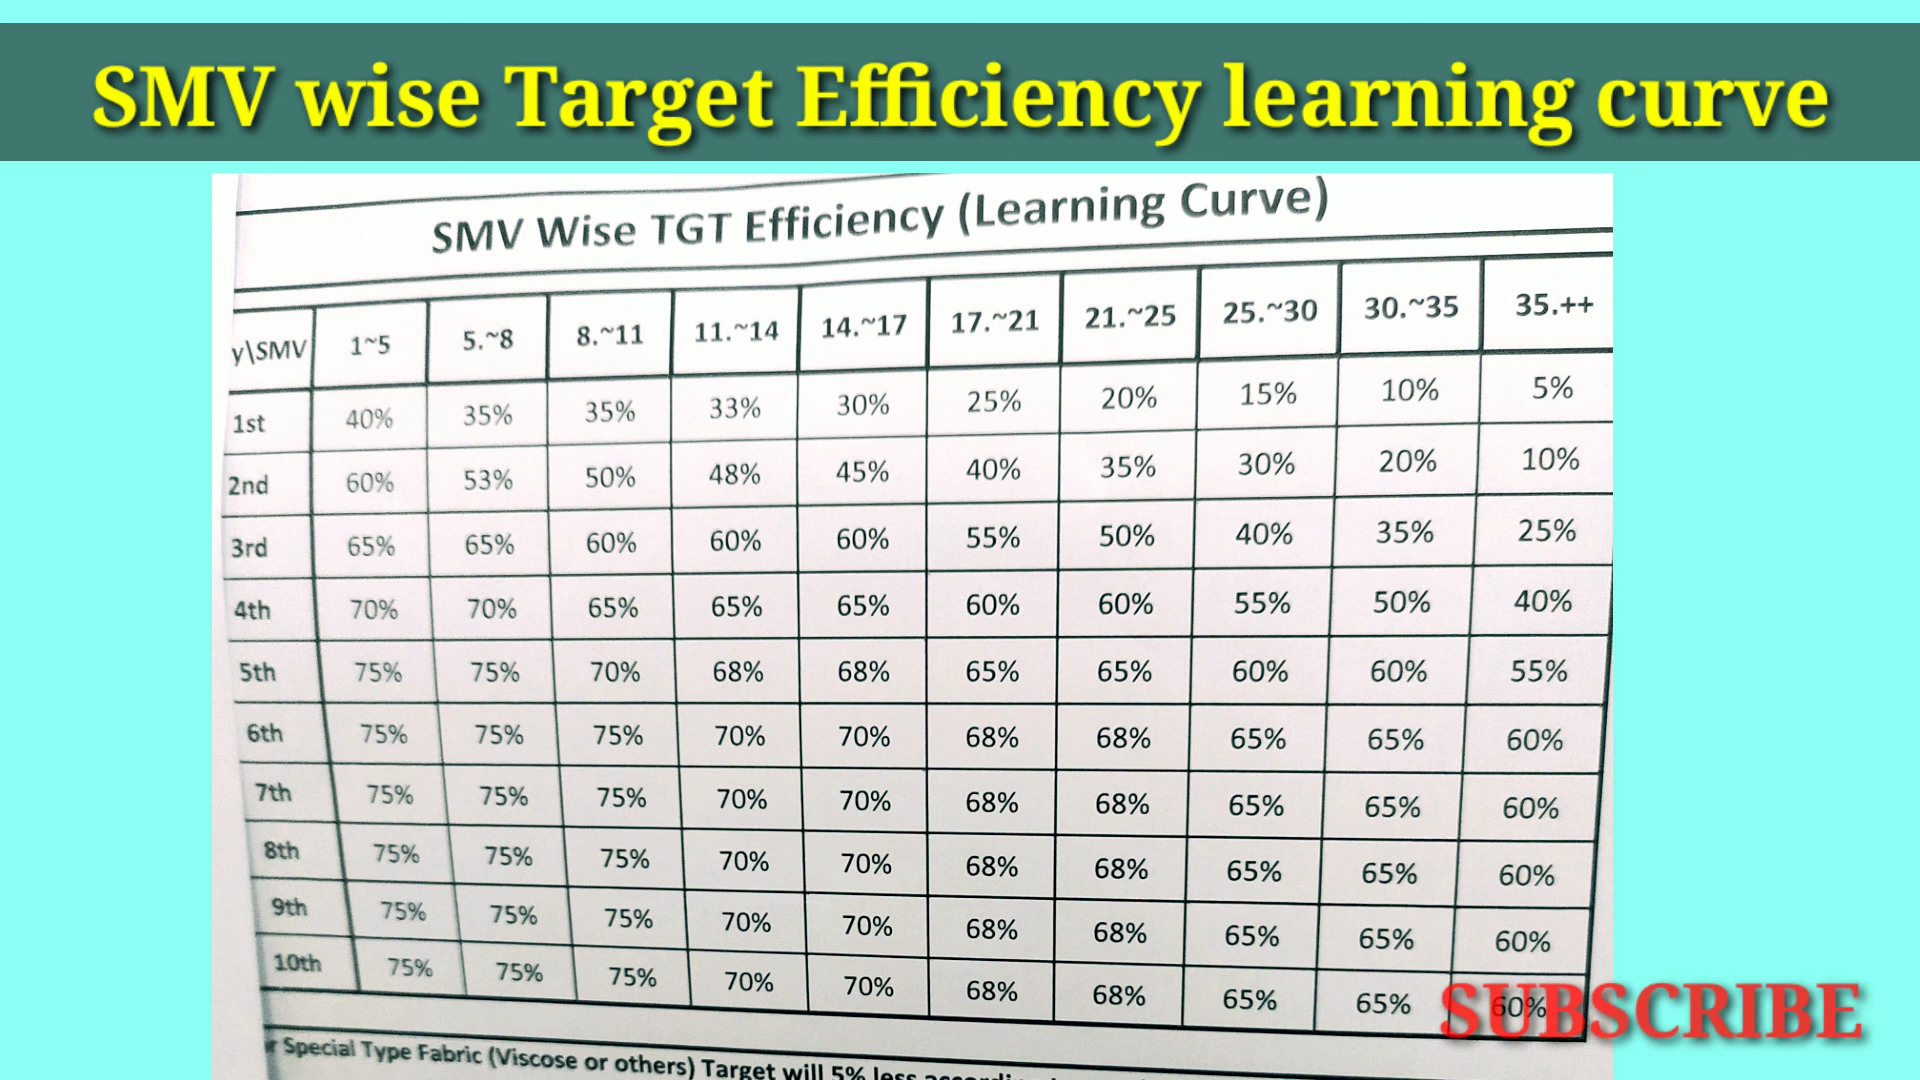 SMV wise Target Efficiency learning curve
SMV Wise TGT Efficiency (Learning Curve)
y\SMV 1~5 5.~8 8.~11 11.~14 14.~17 17.~21 21.~25 25.~30 30.~35 35.++
1st 40% 35% 35% 33% 30% 25% 20% 15% 10% 5%
2nd 60% 53% 50% 48% 45% 40% 35% 30% 20% 10%
3rd 65% 65% 60% 60% 60% 55% 50% 40% 35% 25%
4th 70% 70% 65% 65% 65% 60% 60% 55% 50% 40%
5th 75% 75% 70% 68% 68% 65% 65% 60% 60% 55%
6th 75% 75% 75% 70% 70% 68% 68% 65% 65% 60%
7th 75% 75% 75% 70% 70% 68% 68% 65% 65% 60%
8th 75% 75% 75% 70% 70% 68% 68% 65% 65% 60%
9th 75% 75% 75% 70% 70% 68% 68% 65% 65% 60%
10th 75% 75% 75% 70% 70% 68% 68% 65% 65% 60%
SUBSCRIBE
Special Type Fabric (Viscose or others) Target will 5% less